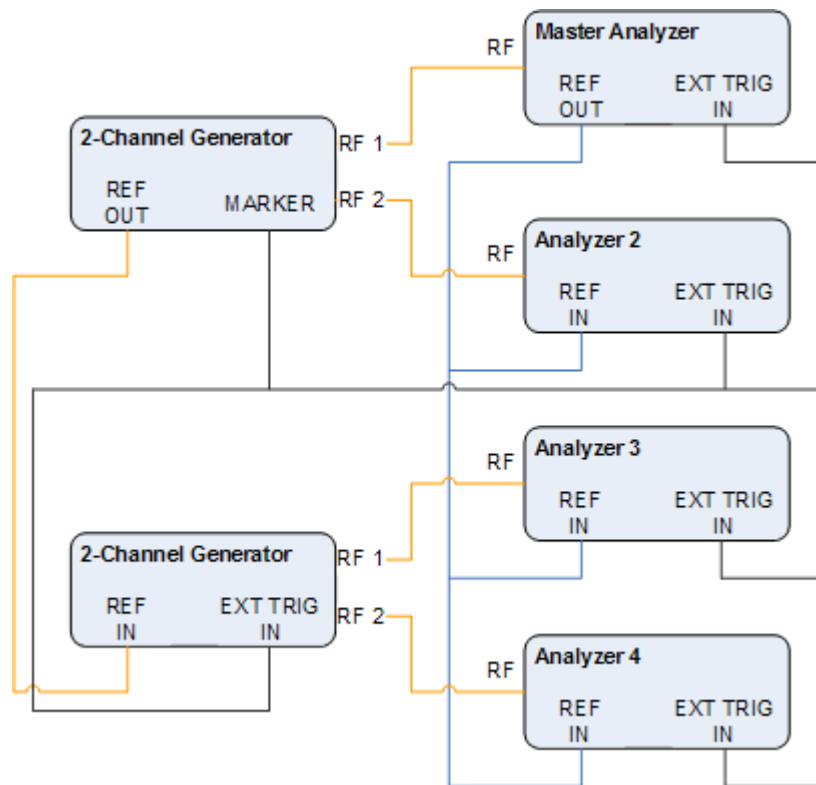 Master Analyzer
RF
REF
OUT
EXT TRIG
IN
2-Channel Generator
RF 1
REF
OUT
MARKER
RF 2
Analyzer 2
RF
REF
IN
EXT TRIG
IN
Analyzer 3
RF
REF
IN
EXT TRIG
IN
2-Channel Generator
RF 1
REF
IN
EXT TRIG
IN
RF 2
Analyzer 4
RF
REF
IN
EXT TRIG
IN